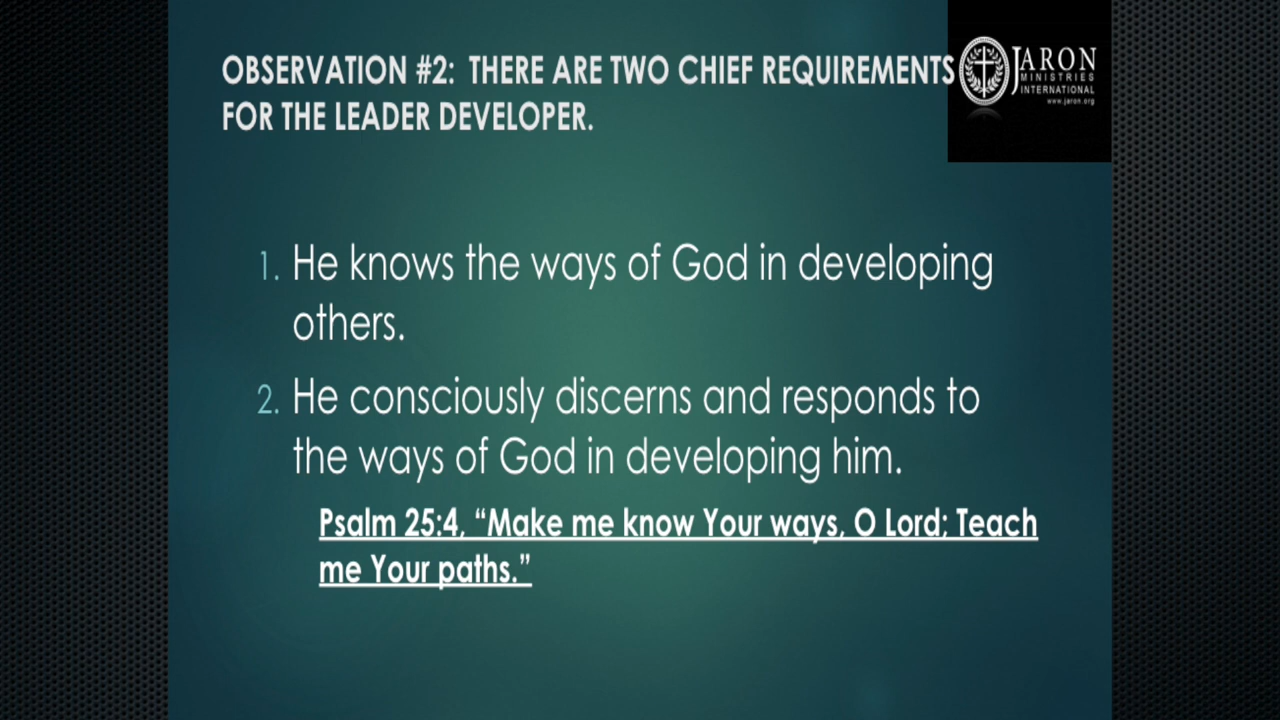 OBSERVATION #2: THERE ARE TWO CHIEF REQUIREMENTS
FOR THE LEADER DEVELOPER.
JARON
MINISTRIES
INTERNATIONAL
www.jaron.org
1. He knows the ways of God in developing
others.
2. He consciously discerns and responds to
the ways of God in developing him.
Psalm 25:4, “Make me know Your ways, O Lord; Teach
me Your paths.”